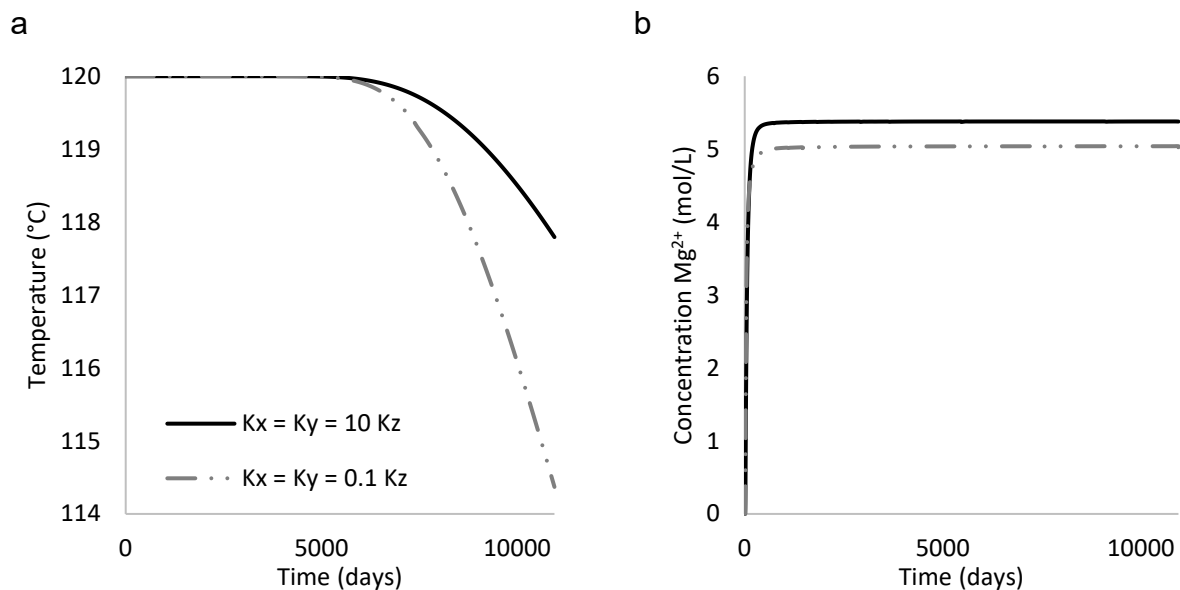 a
120
119
118
117
116
115
114
Temperature (°C)
Kx = Ky = 10 Kz
Kx = Ky = 0.1 Kz
0
5000
10000
Time (days)
b
6
5
4
3
2
1
0
Concentration Mg²⁺ (mol/L)
0
5000
10000
Time (days)